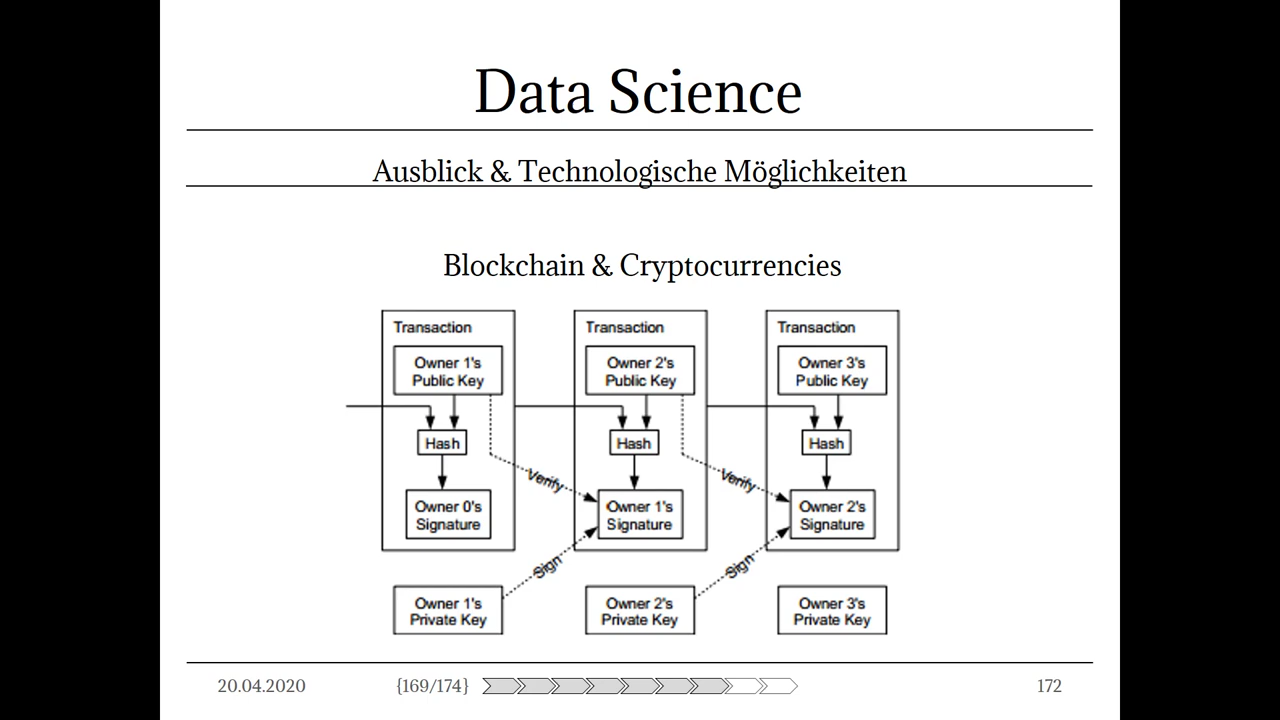 Data Science
Ausblick & Technologische Möglichkeiten
Blockchain & Cryptocurrencies
Transaction
Owner 1's
Public Key
Hash
Owner 0's
Signature
Transaction
Owner 2's
Public Key
Hash
Verify
Owner 1's
Signature
Transaction
Owner 3's
Public Key
Hash
Verify
Owner 2's
Signature
Sign
Sign
Owner 1's
Private Key
Owner 2's
Private Key
Owner 3's
Private Key
20.04.2020
{169/174}
172